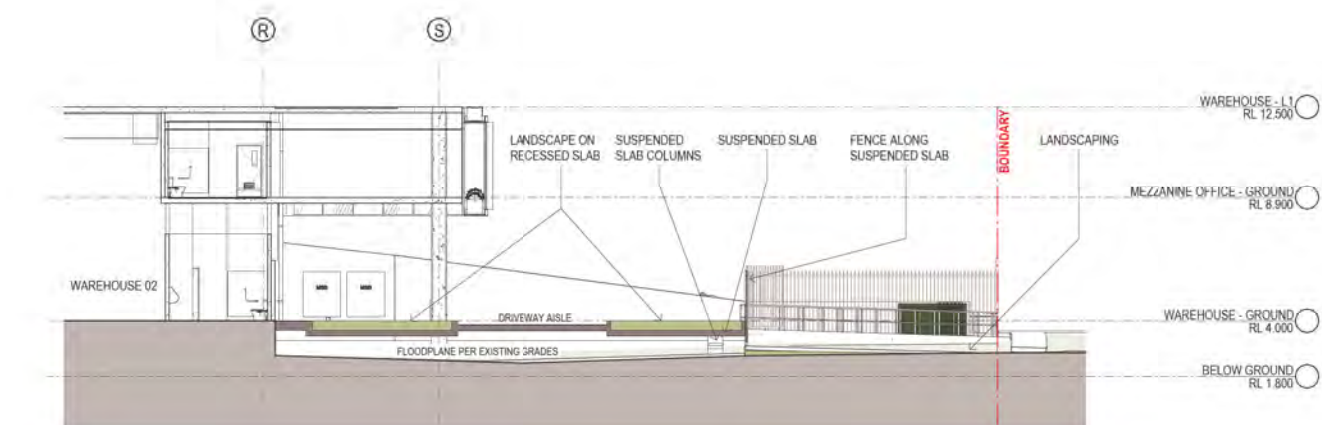 R
S
WAREHOUSE - L1
RL 12.500
BOUNDARY
LANDSCAPE ON
RECESSED SLAB
SUSPENDED
SLAB COLUMNS
SUSPENDED SLAB
FENCE ALONG
SUSPENDED SLAB
LANDSCAPING
MEZZANINE OFFICE - GROUND
RL 8.900
WAREHOUSE 02
DRIVEWAY AISLE
WAREHOUSE - GROUND
RL 4.000
FLOODPLANE PER EXISTING GRADES
BELOW GROUND
RL 1.800